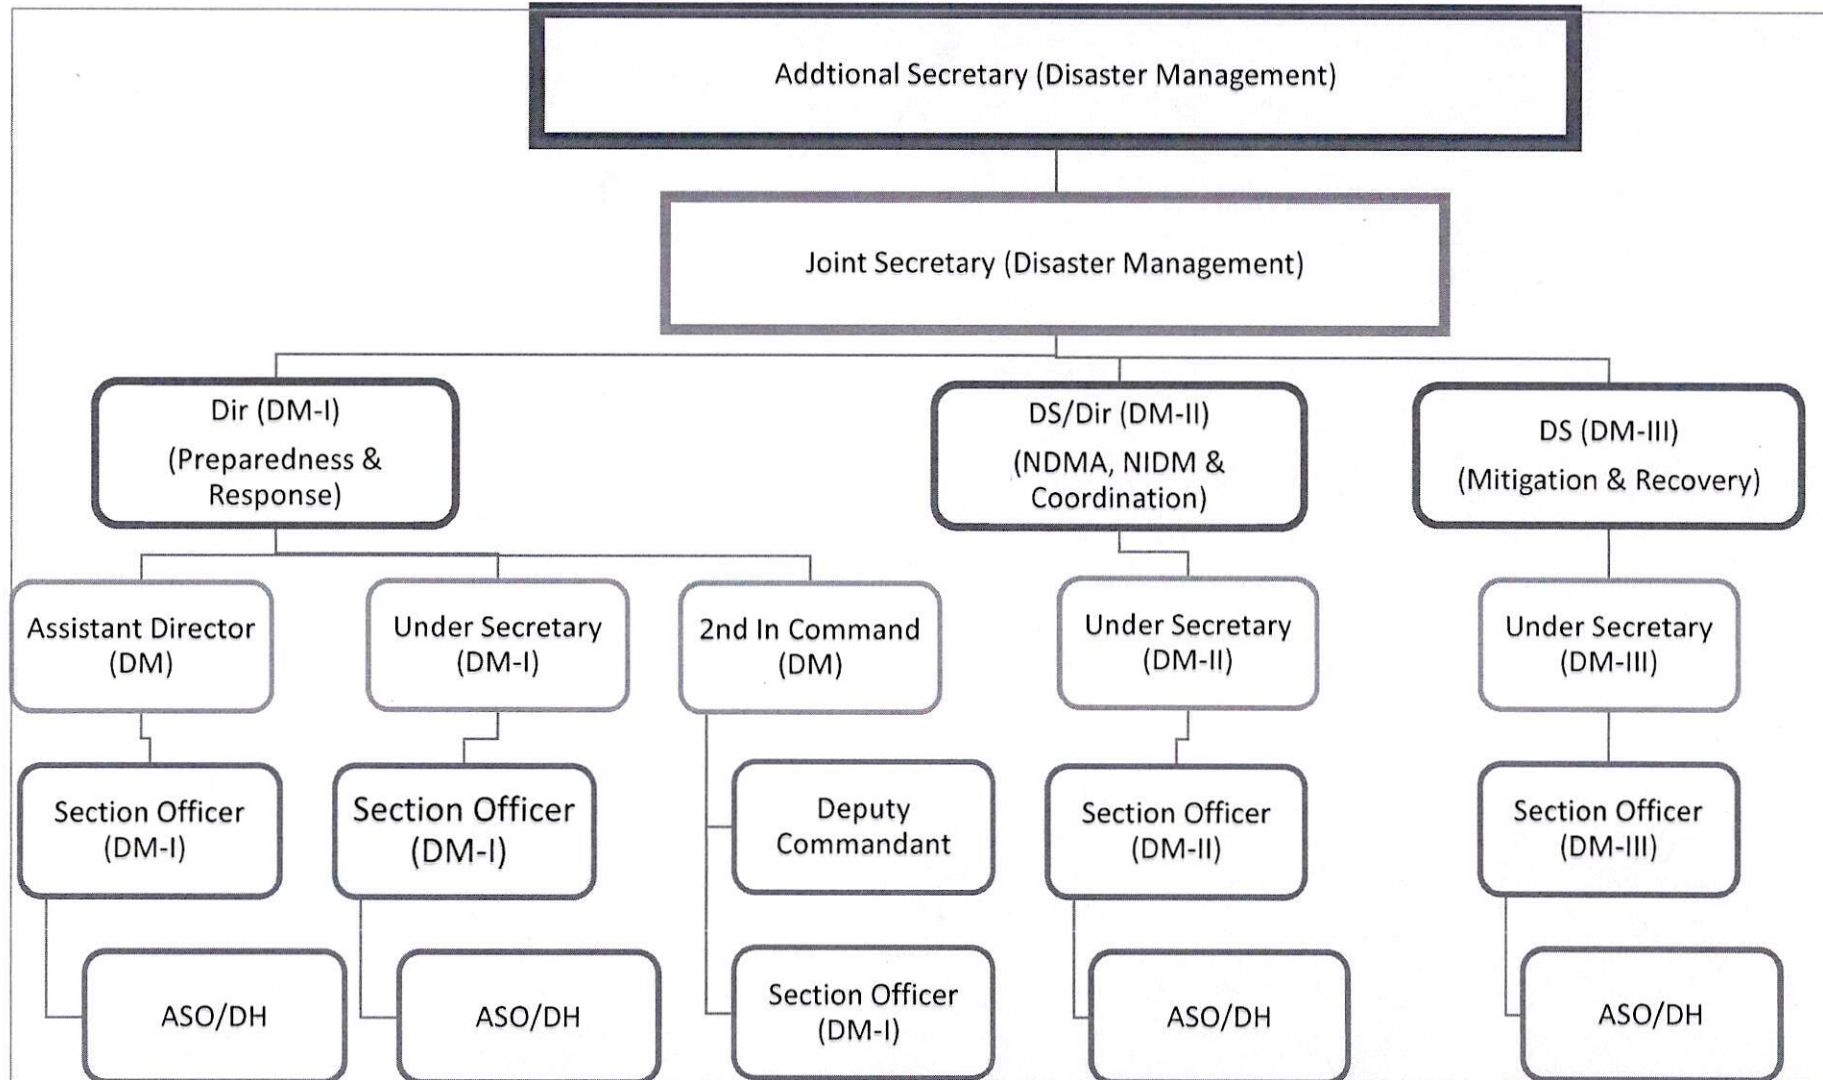 Addtional Secretary (Disaster Management)
Joint Secretary (Disaster Management)
Dir (DM-I)
(Preparedness &
Response)
DS/Dir (DM-II)
(NDMA, NIDM &
Coordination)
DS (DM-III)
(Mitigation & Recovery)
Assistant Director
(DM)
Under Secretary
(DM-I)
2nd In Command
(DM)
Under Secretary
(DM-II)
Under Secretary
(DM-III)
Section Officer
(DM-I)
Section Officer
(DM-I)
Deputy
Commandant
Section Officer
(DM-II)
Section Officer
(DM-III)
ASO/DH
ASO/DH
Section Officer
(DM-I)
ASO/DH
ASO/DH